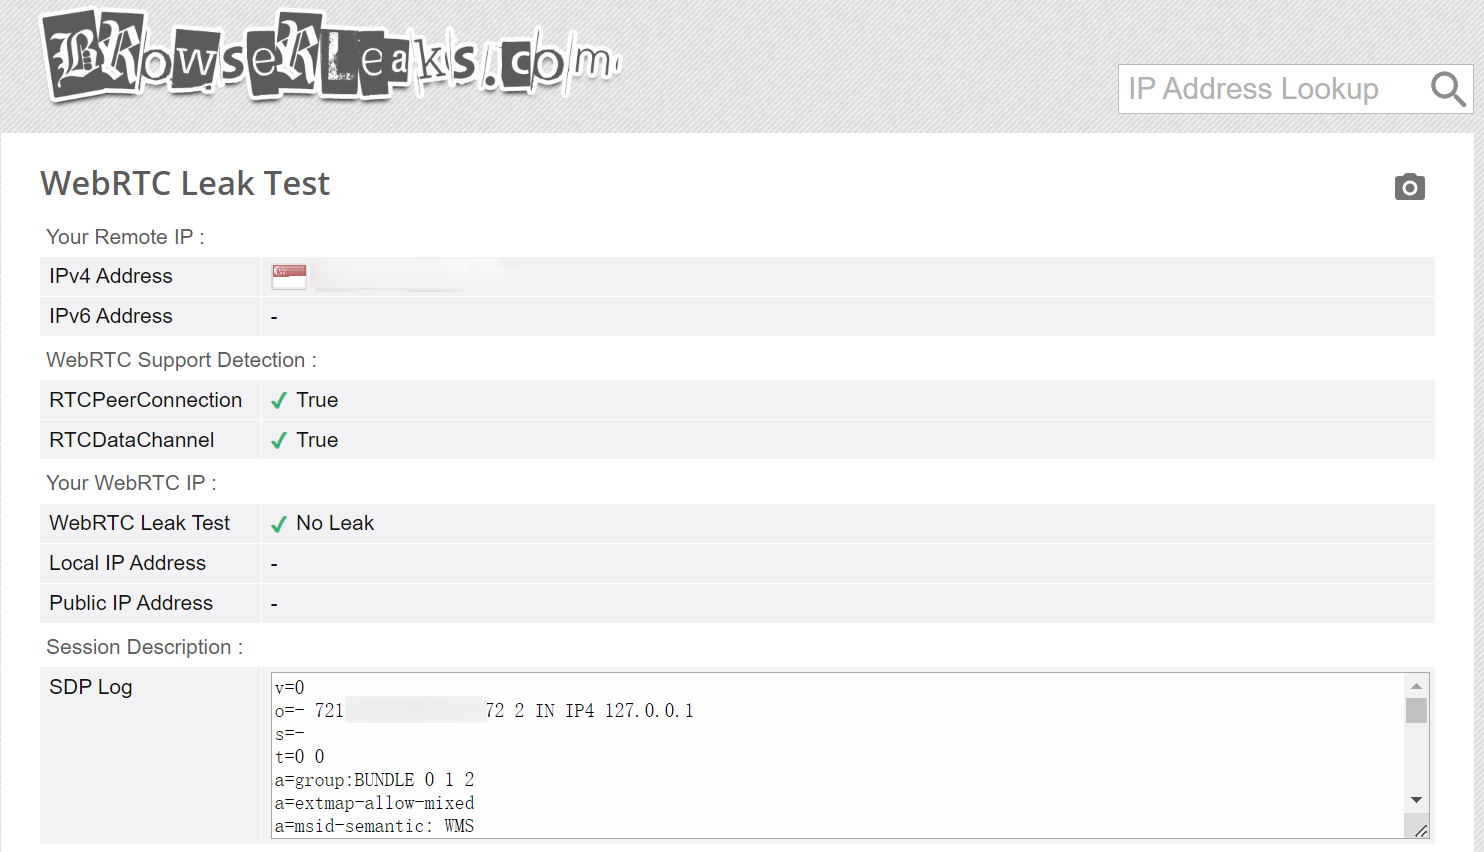 BRowseRLeaks.com
IP Address Lookup
WebRTC Leak Test
Your Remote IP :
IPv4 Address
IPv6 Address -
WebRTC Support Detection :
RTCPeerConnection ✔ True
RTCDataChannel ✔ True
Your WebRTC IP :
WebRTC Leak Test ✔ No Leak
Local IP Address -
Public IP Address -
Session Description :
SDP Log
v=0
o=- 721 72 2 IN IP4 127.0.0.1
s=-
t=0 0
a=group:BUNDLE 0 1 2
a=extmap-allow-mixed
a=msid-semantic: WMS